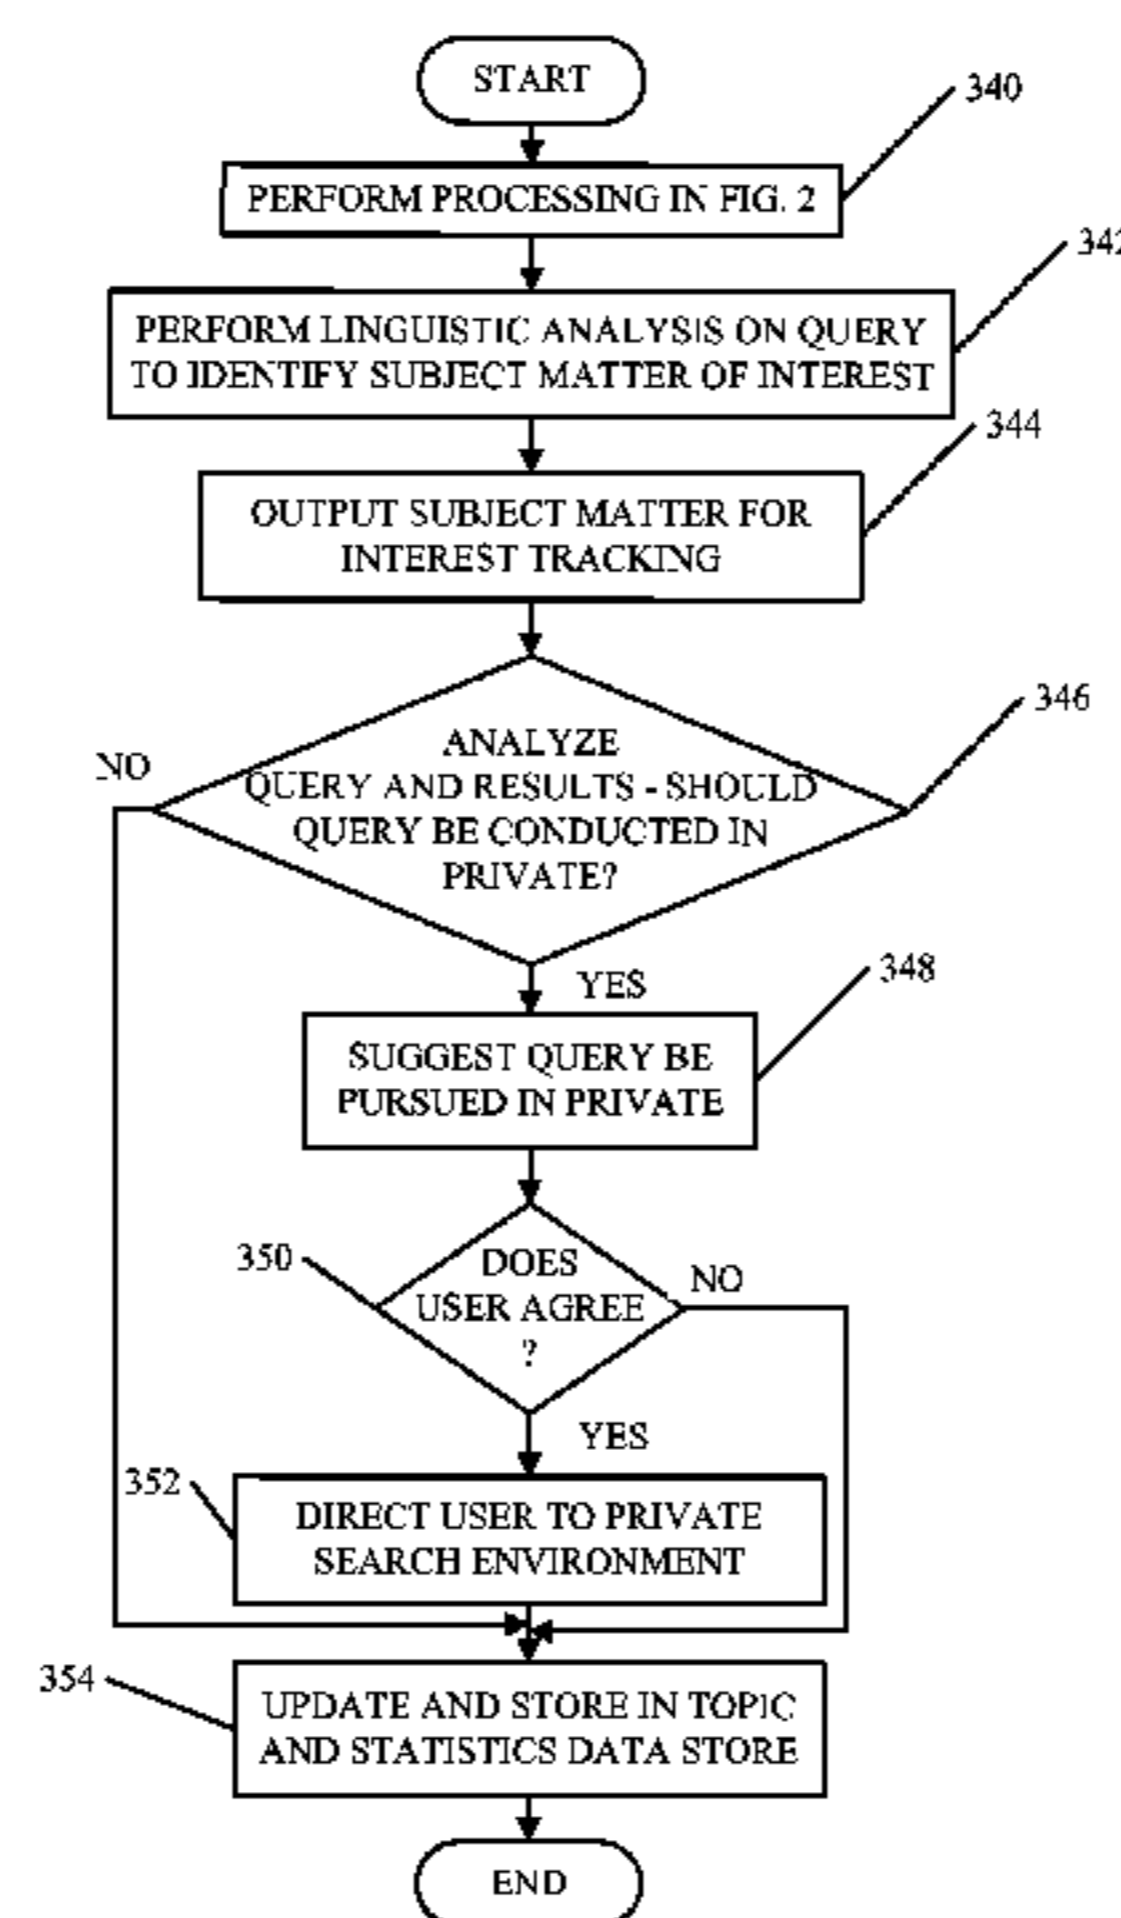 START
340
PERFORM PROCESSING IN FIG. 2
342
PERFORM LINGUISTIC ANALYSIS ON QUERY
TO IDENTIFY SUBJECT MATTER OF INTEREST
344
OUTPUT SUBJECT MATTER FOR
INTEREST TRACKING
346
NO
ANALYZE
QUERY AND RESULTS - SHOULD
QUERY BE CONDUCTED IN
PRIVATE?
YES
348
SUGGEST QUERY BE
PURSUED IN PRIVATE
350
DOES
USER AGREE
?
NO
YES
352
DIRECT USER TO PRIVATE
SEARCH ENVIRONMENT
354
UPDATE AND STORE IN TOPIC
AND STATISTICS DATA STORE
END